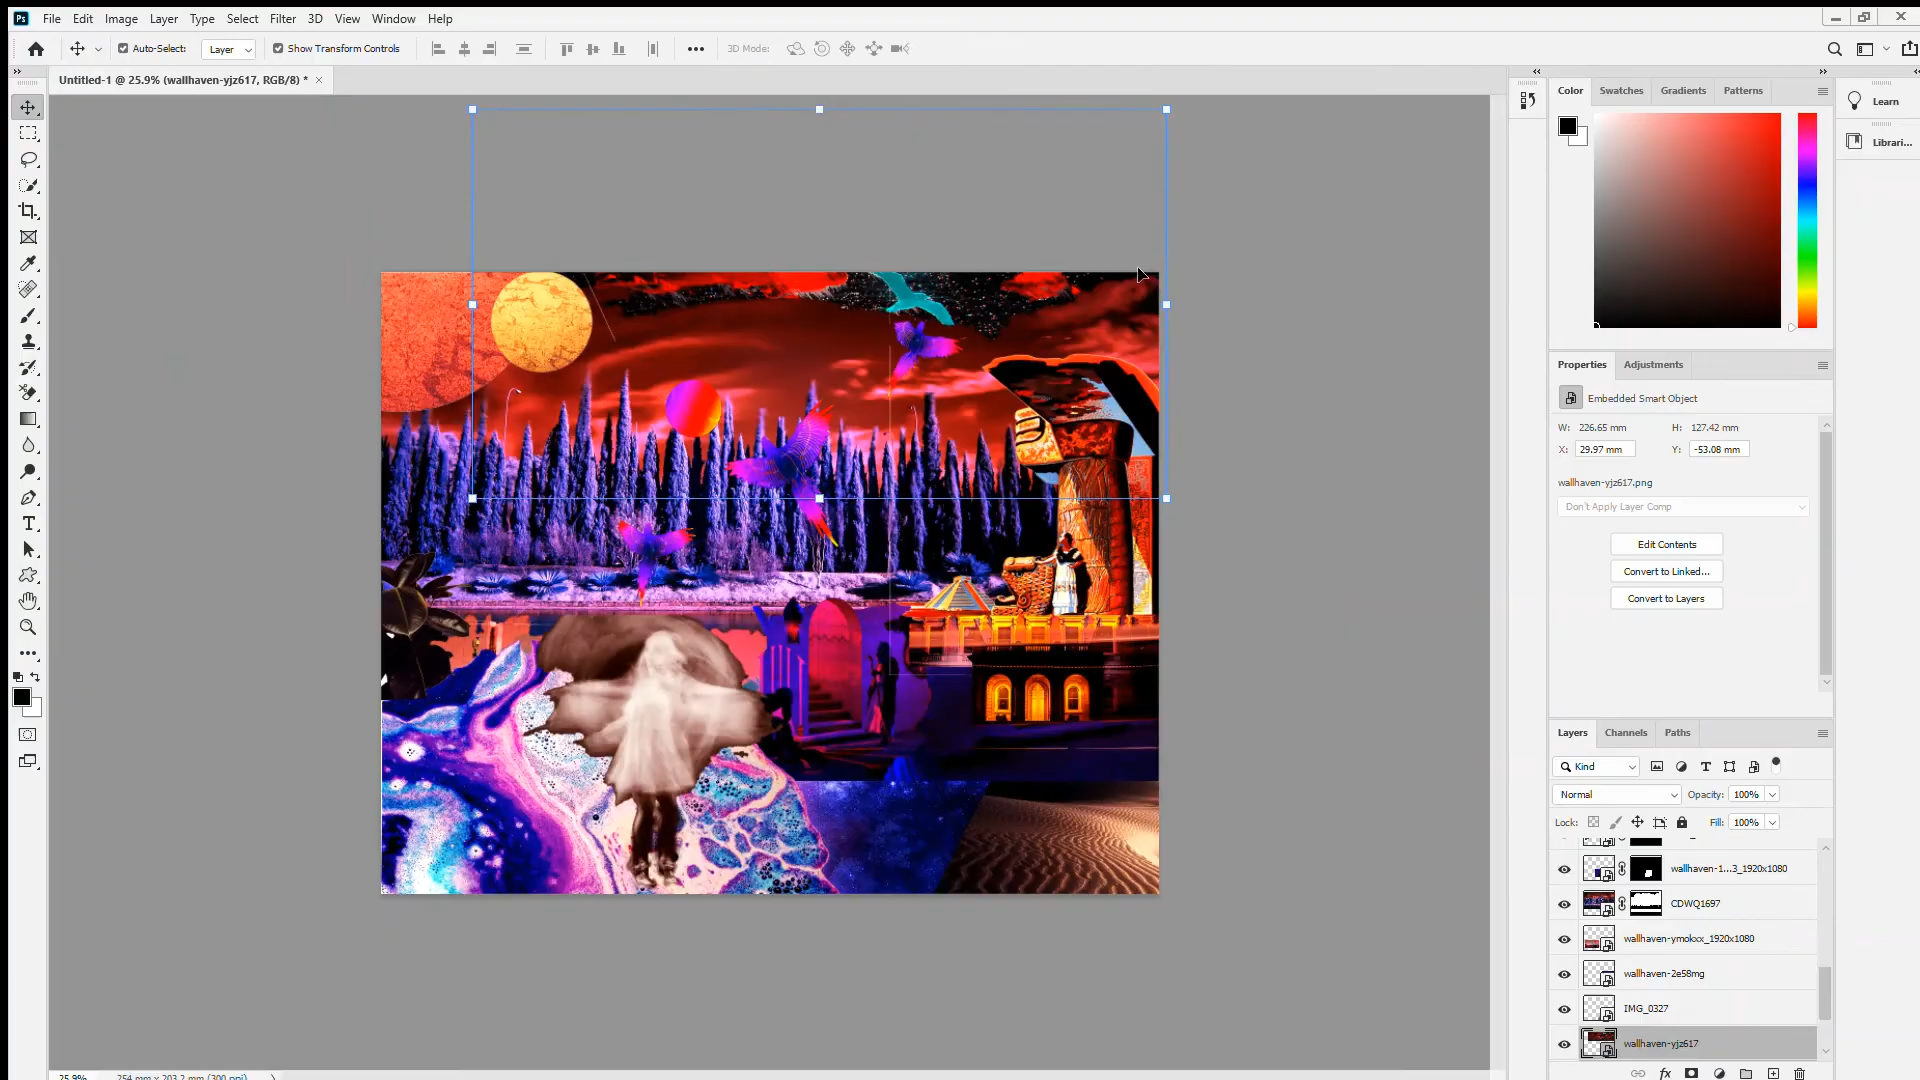 Ps File Edit Image Layer Type Select Filter 3D View Window Help
Auto-Select: Layer Show Transform Controls 3D Mode:
Untitled-1 @ 25.9% (wallhaven-yjz617, RGB/8) * ×
Color Swatches Gradients Patterns
Learn
Librari...
Properties Adjustments
Embedded Smart Object
W: 226.65 mm H: 127.42 mm
X: 29.97 mm Y: -53.08 mm
wallhaven-yjz617.png
Don't Apply Layer Comp
Edit Contents
Convert to Linked...
Convert to Layers
Layers Channels Paths
Kind
Normal Opacity: 100%
Lock: Fill: 100%
wallhaven-1...3_1920x1080
CDWQ1697
wallhaven-ymokxx_1920x1080
wallhaven-2e58mg
IMG_0327
wallhaven-yjz617
fx
25.9% 254 mm x 203.2 mm (300 ppi)